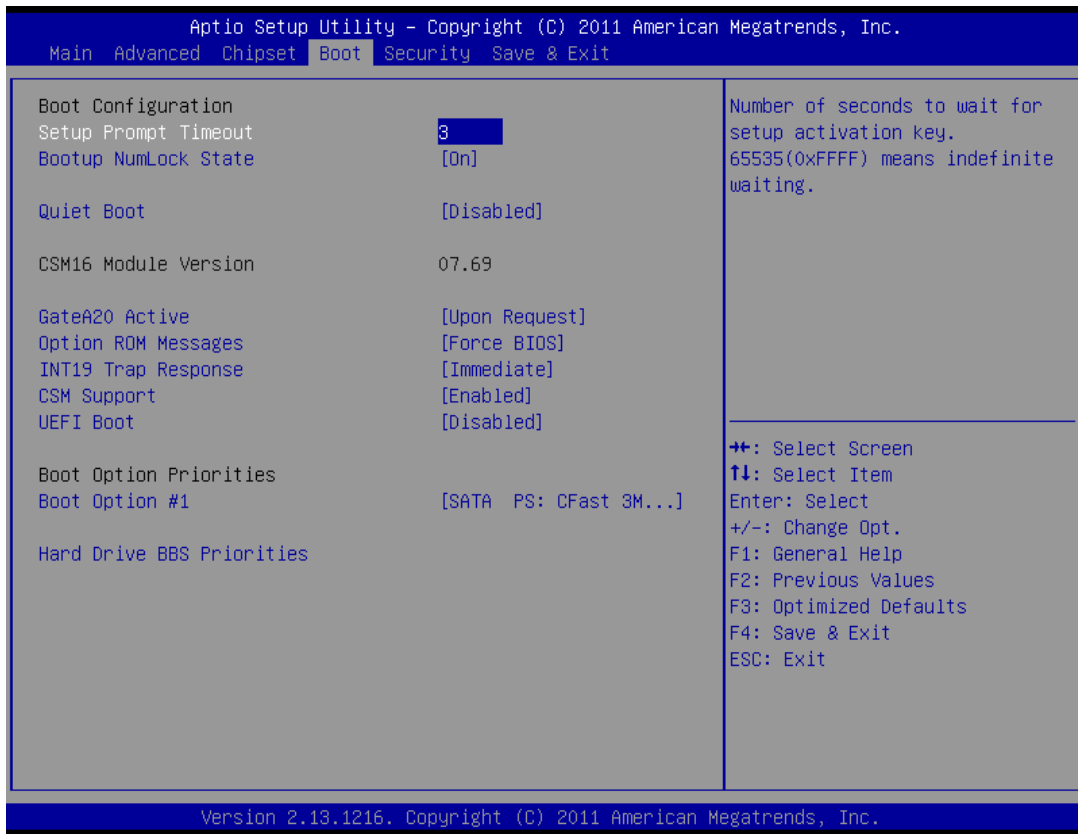 Aptio Setup Utility – Copyright (C) 2011 American Megatrends, Inc.
Main Advanced Chipset Boot Security Save & Exit
Boot Configuration
Setup Prompt Timeout 3
Bootup NumLock State [On]
Quiet Boot [Disabled]
CSM16 Module Version 07.69
GateA20 Active [Upon Request]
Option ROM Messages [Force BIOS]
INT19 Trap Response [Immediate]
CSM Support [Enabled]
UEFI Boot [Disabled]
Boot Option Priorities
Boot Option #1 [SATA PS: CFast 3M...]
Hard Drive BBS Priorities
Number of seconds to wait for
setup activation key.
65535(0xFFFF) means indefinite
waiting.
→←: Select Screen
↑↓: Select Item
Enter: Select
+/-: Change Opt.
F1: General Help
F2: Previous Values
F3: Optimized Defaults
F4: Save & Exit
ESC: Exit
Version 2.13.1216. Copyright (C) 2011 American Megatrends, Inc.